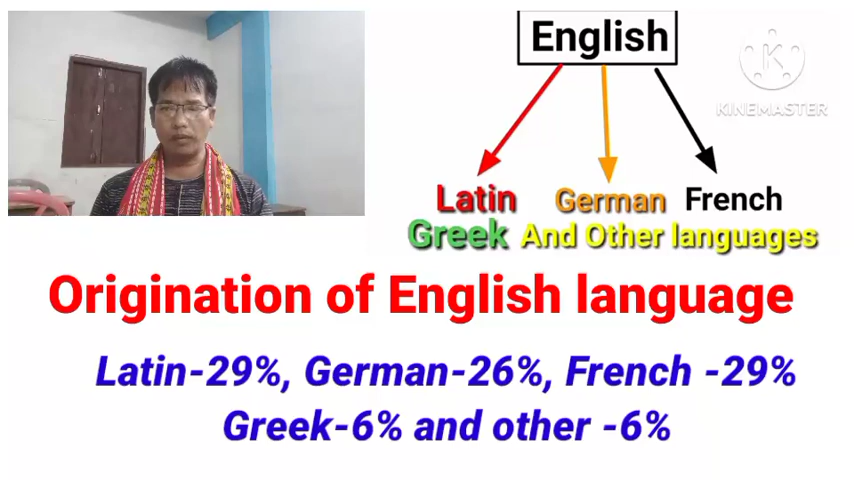 English
KINEMASTER
Latin German French
Greek And Other languages
Origination of English language
Latin-29%, German-26%, French -29%
Greek-6% and other -6%